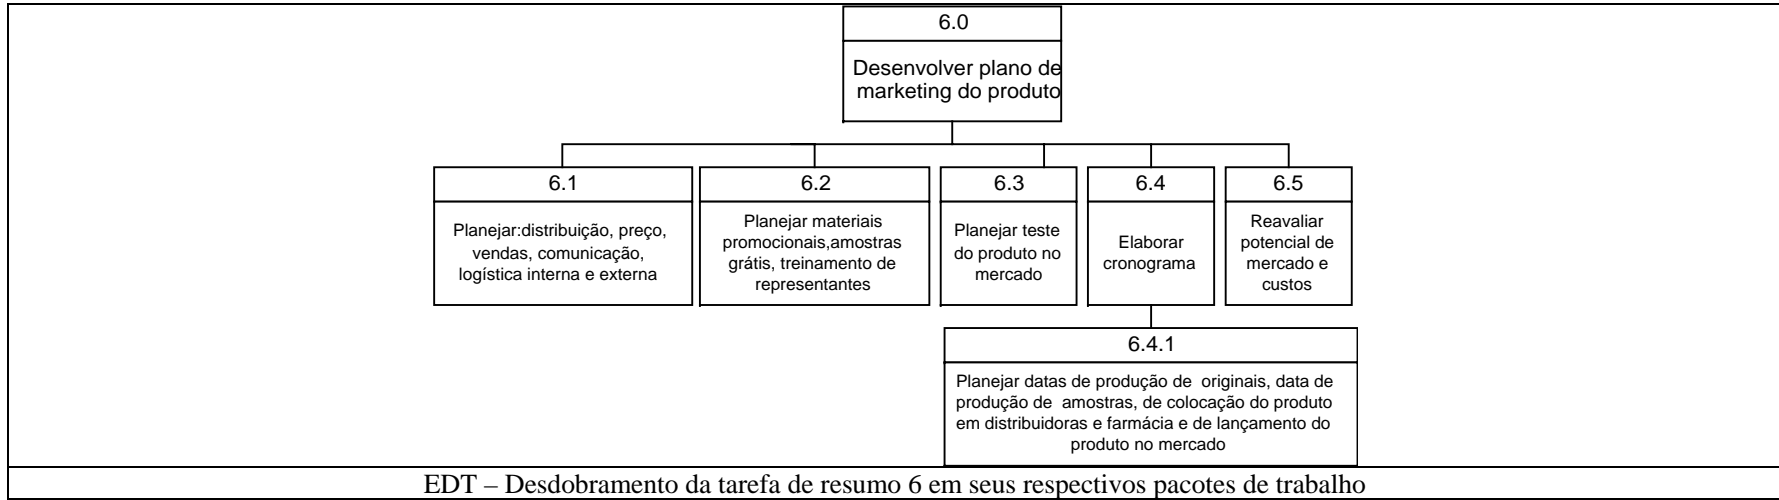 6.0
Desenvolver plano de
marketing do produto
6.1
Planejar:distribuição, preço,
vendas, comunicação,
logística interna e externa
6.2
Planejar materiais
promocionais,amostras
grátis, treinamento de
representantes
6.3
Planejar teste
do produto no
mercado
6.4
Elaborar
cronograma
6.5
Reavaliar
potencial de
mercado e
custos
6.4.1
Planejar datas de produção de originais, data de
produção de amostras, de colocação do produto
em distribuidoras e farmácia e de lançamento do
produto no mercado
EDT – Desdobramento da tarefa de resumo 6 em seus respectivos pacotes de trabalho